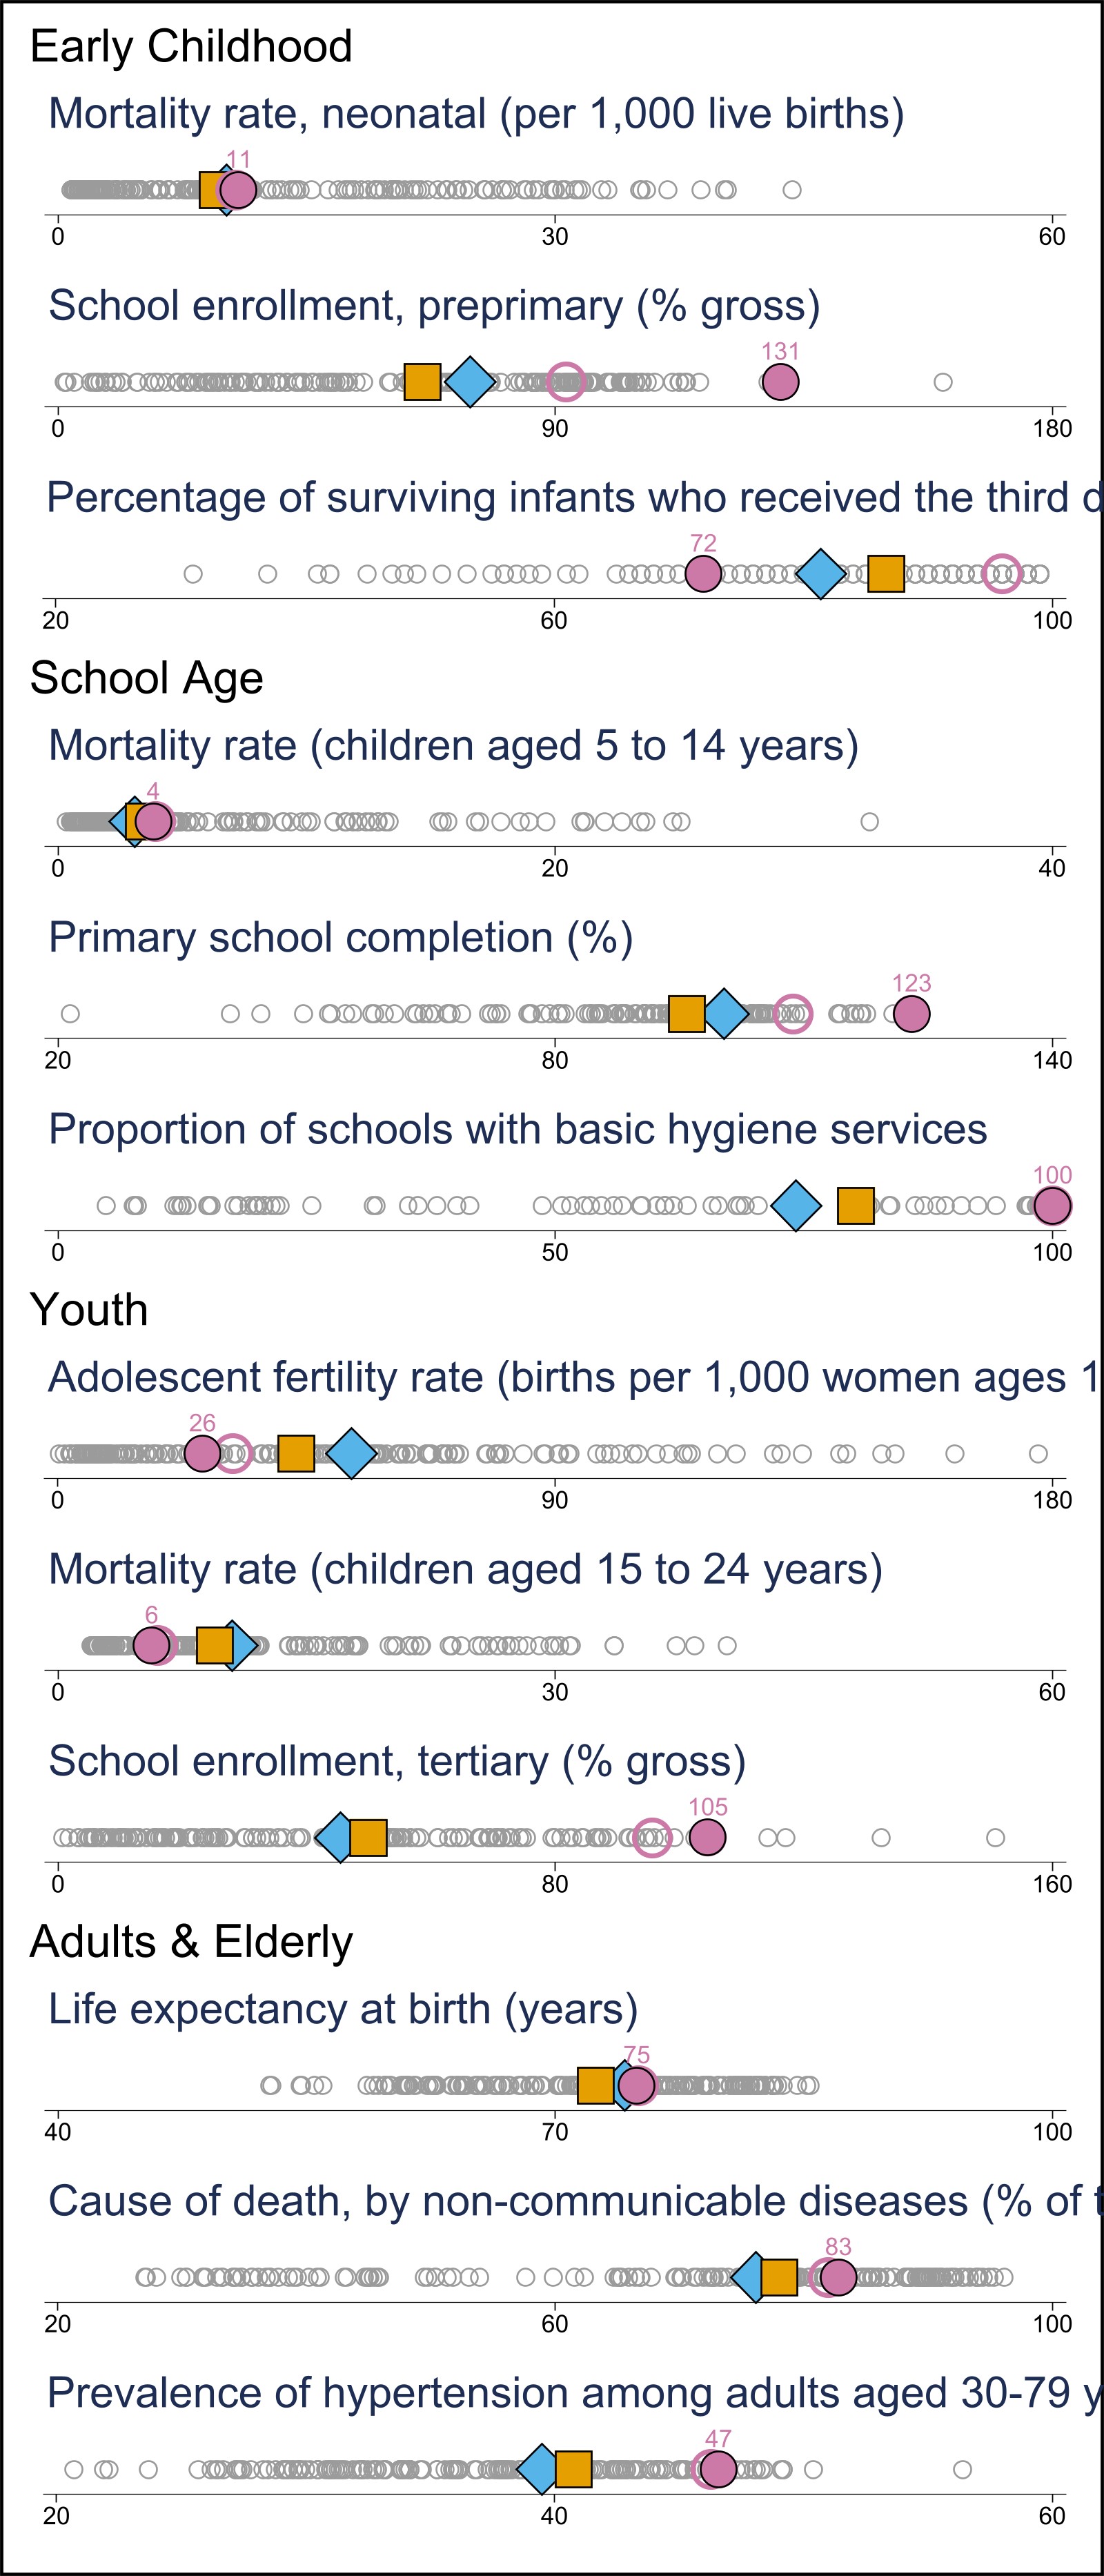 Early Childhood
Mortality rate, neonatal (per 1,000 live births)
11
0 30 60
School enrollment, preprimary (% gross)
131
0 90 180
Percentage of surviving infants who received the third d
72
20 60 100
School Age
Mortality rate (children aged 5 to 14 years)
4
0 20 40
Primary school completion (%)
123
20 80 140
Proportion of schools with basic hygiene services
100
0 50 100
Youth
Adolescent fertility rate (births per 1,000 women ages 1
26
0 90 180
Mortality rate (children aged 15 to 24 years)
6
0 30 60
School enrollment, tertiary (% gross)
105
0 80 160
Adults & Elderly
Life expectancy at birth (years)
75
40 70 100
Cause of death, by non-communicable diseases (% of t
83
20 60 100
Prevalence of hypertension among adults aged 30-79 y
47
20 40 60